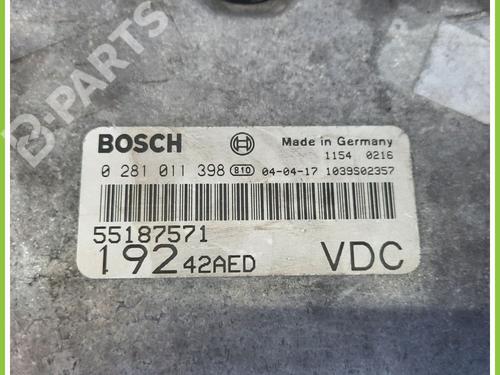 B-PARTS
BOSCH Made in Germany
1154 0216
0 281 011 398 810 04-04-17 1039S02357
55187571
192 42AED VDC